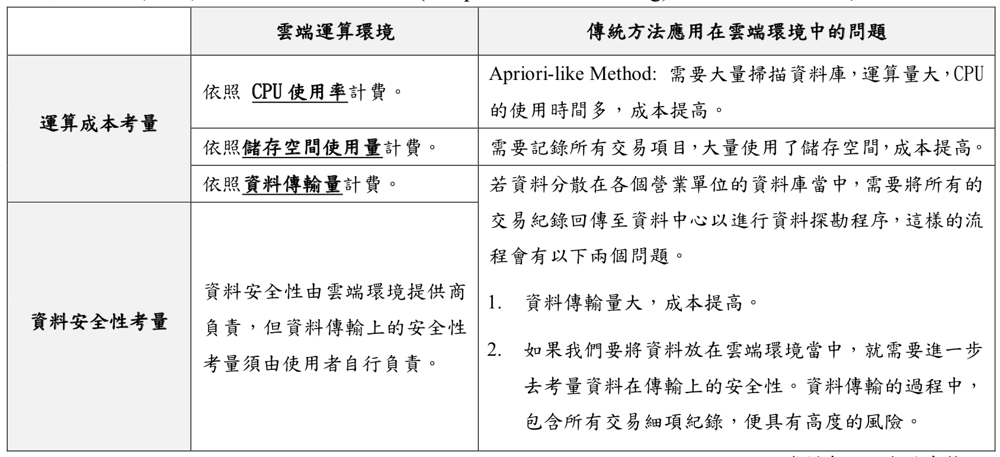 雲端運算環境
傳統方法應用在雲端環境中的問題
運算成本考量
依照 CPU 使用率計費。
Apriori-like Method: 需要大量掃描資料庫，運算量大，CPU
的使用時間多，成本提高。
依照儲存空間使用量計費。
需要記錄所有交易項目，大量使用了儲存空間，成本提高。
依照資料傳輸量計費。
若資料分散在各個營業單位的資料庫當中，需要將所有的
交易紀錄回傳至資料中心以進行資料探勘程序，這樣的流
程會有以下兩個問題。
1. 資料傳輸量大，成本提高。
2. 如果我們要將資料放在雲端環境當中，就需要進一步
去考量資料在傳輸上的安全性。資料傳輸的過程中，
包含所有交易細項紀錄，便具有高度的風險。
資料安全性考量
資料安全性由雲端環境提供商
負責，但資料傳輸上的安全性
考量須由使用者自行負責。